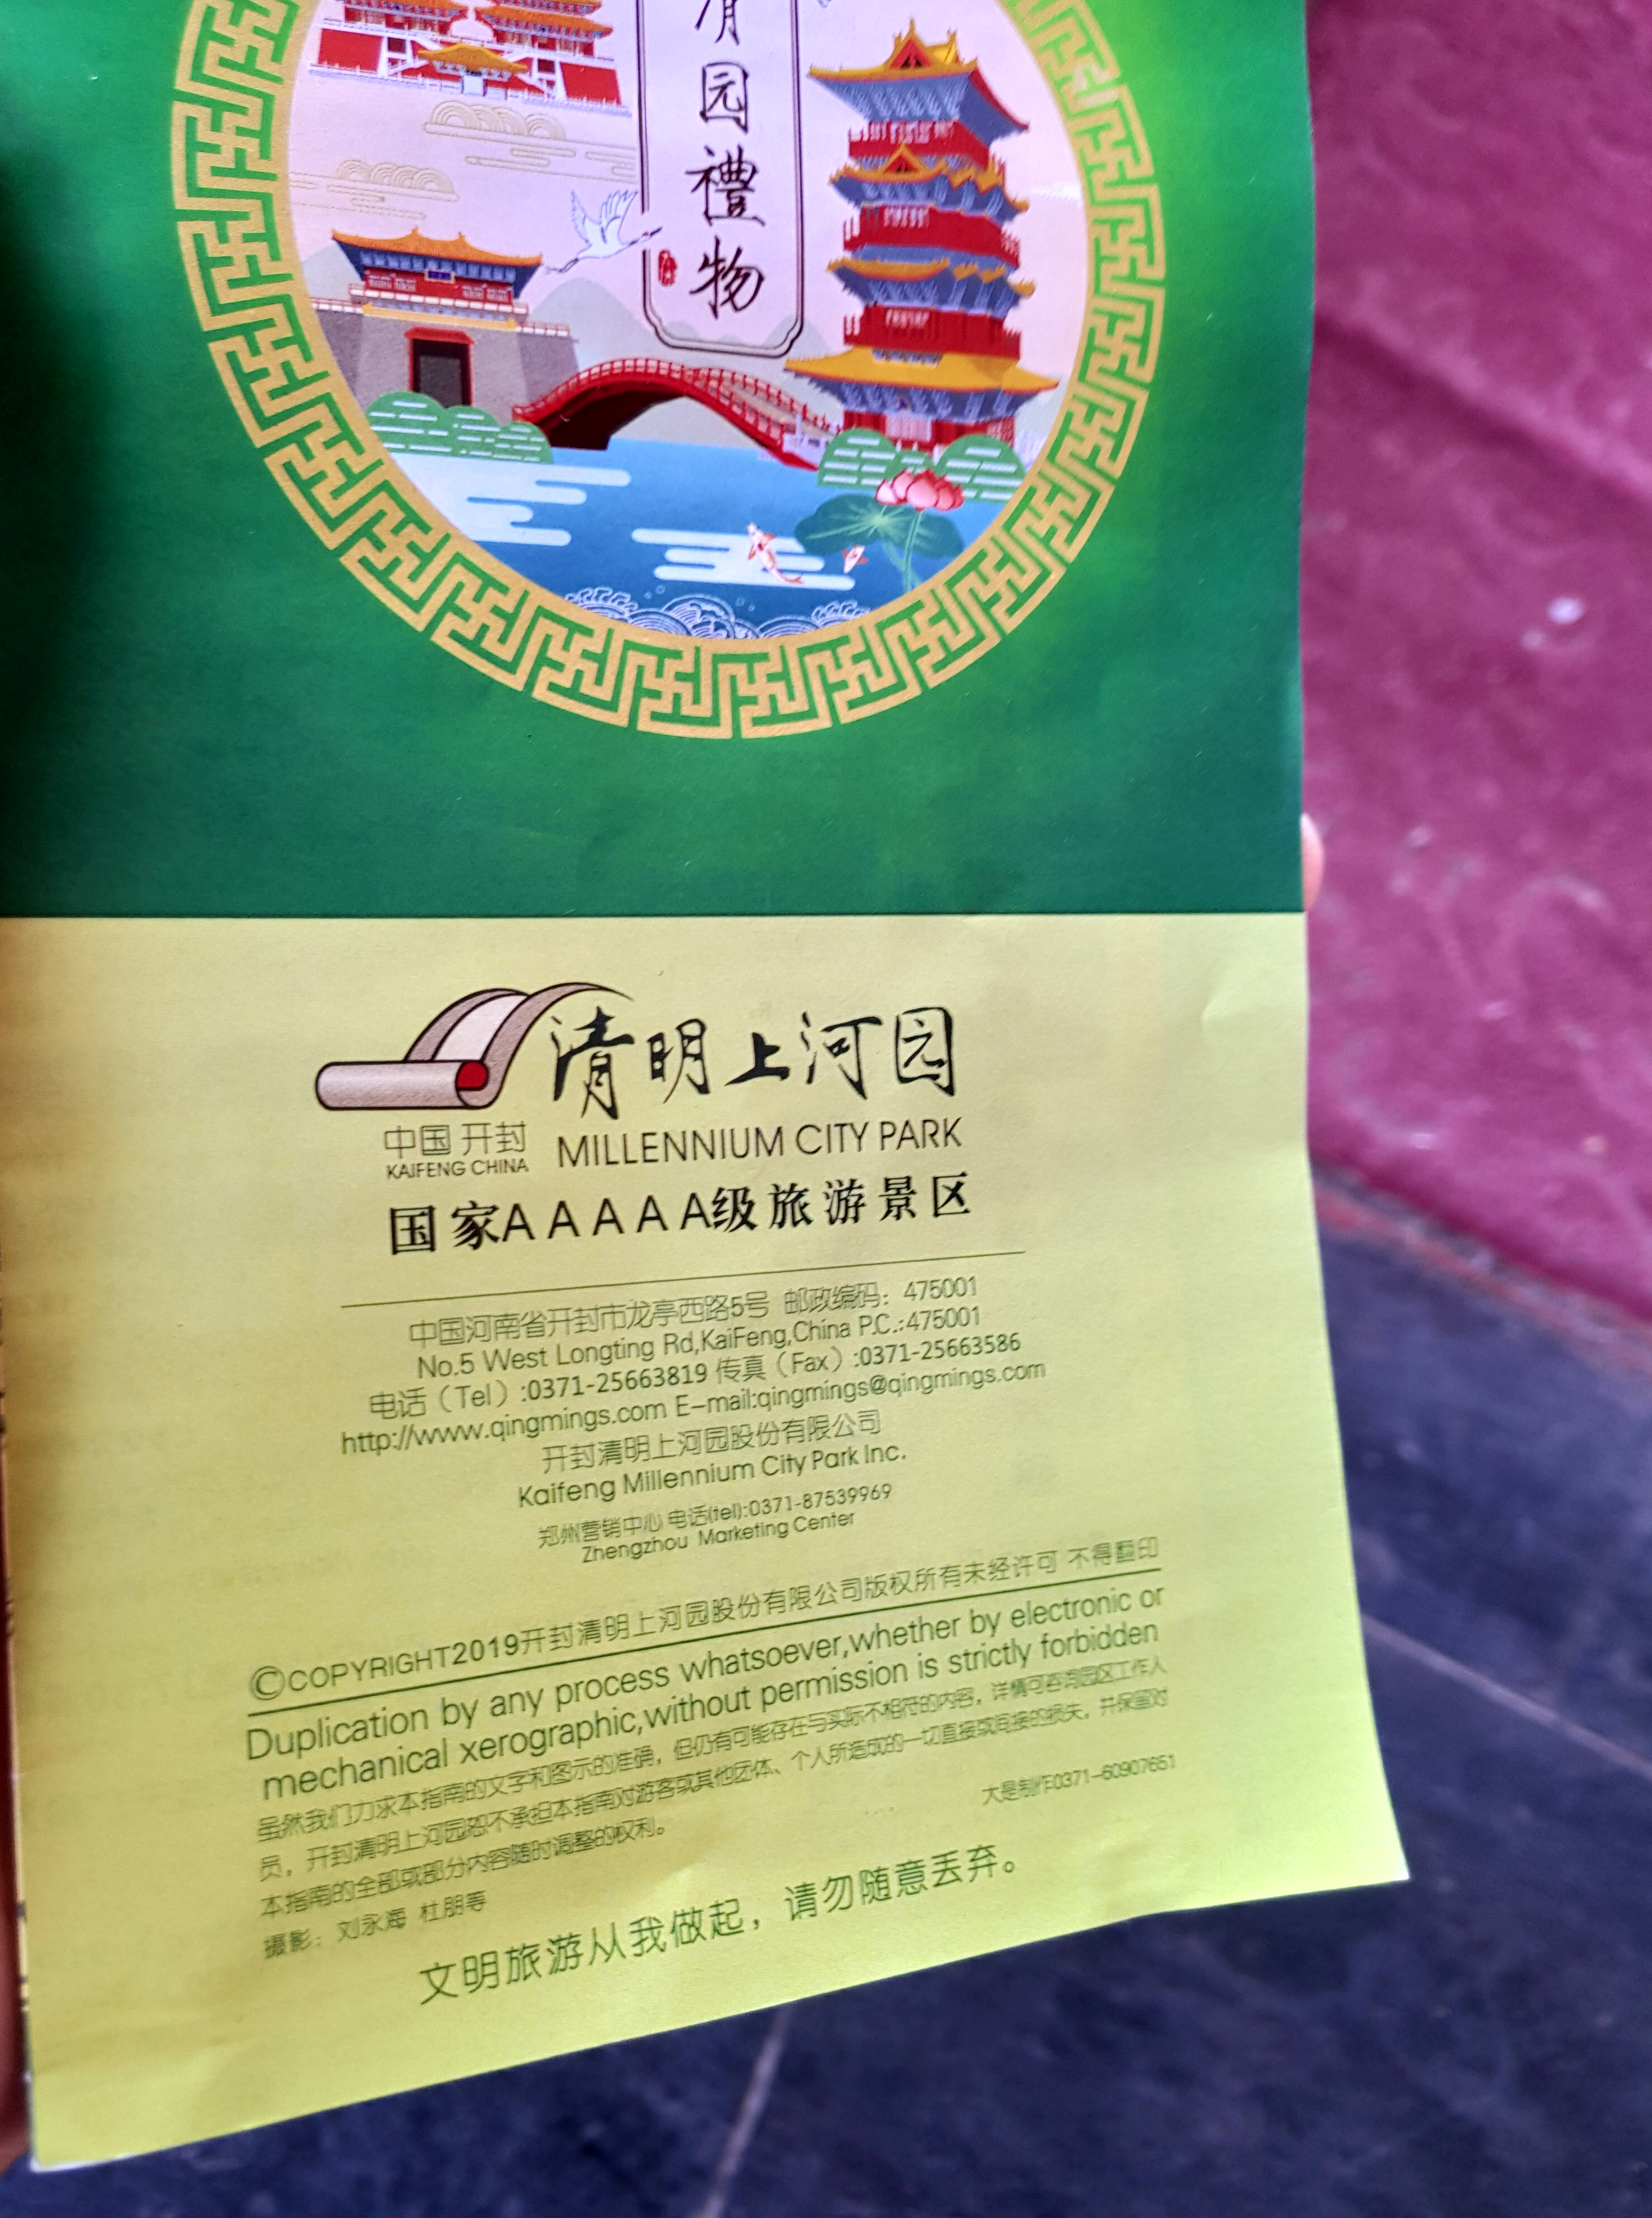 园
禮
物
清明上河园
中国 开封
KAIFENG CHINA
MILLENNIUM CITY PARK
国家AAAAA级旅游景区
中国河南省开封市龙亭西路5号 邮政编码：475001
No.5 West Longting Rd,KaiFeng,China P.C.:475001
电话（Tel）:0371-25663819 传真（Fax）:0371-25663586
http://www.qingmings.com E-mail:qingmings@qingmings.com
开封清明上河园股份有限公司
Kaifeng Millennium City Park Inc.
郑州营销中心 电话(tel):0371-87539969
Zhengzhou Marketing Center
©COPYRIGHT2019开封清明上河园股份有限公司版权所有未经许可 不得翻印
Duplication by any process whatsoever,whether by electronic or
mechanical xerographic,without permission is strictly forbidden
虽然我们力求本指南的文字和图示的准确，但仍有可能存在与实际不相符的内容，详情可咨询园区工作人
员，开封清明上河园恕不承担本指南对游客或其他团体、个人所造成的一切直接或间接的损失，并保留对
本指南的全部或部分内容随时调整的权利。
大是制作0371-60907651
摄影：刘永海 杜朋等
文明旅游从我做起，请勿随意丢弃。